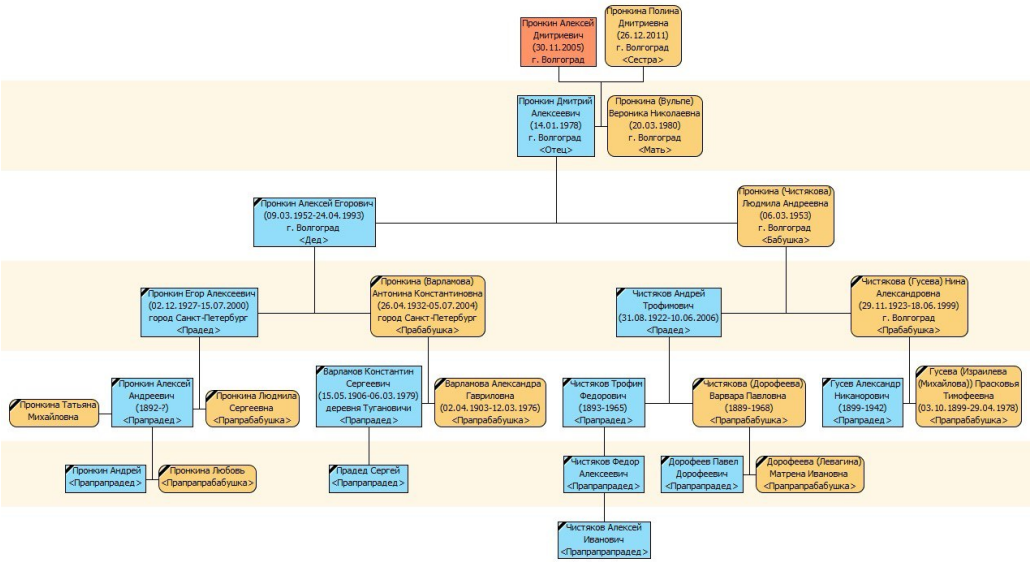 Пронкин Алексей
Дмитриевич
(30.11.2005)
г. Волгоград
Пронкина Полина
Дмитриевна
(26.12.2011)
г. Волгоград
<Сестра>
Пронкин Дмитрий
Алексеевич
(14.01.1978)
г. Волгоград
<Отец>
Пронкина (Вульпе)
Вероника Николаевна
(20.03.1980)
г. Волгоград
<Мать>
Пронкин Алексей Егорович
(09.03.1952-24.04.1993)
г. Волгоград
<Дед>
Пронкина (Чистякова)
Людмила Андреевна
(06.03.1953)
г. Волгоград
<Бабушка>
Пронкин Егор Алексеевич
(02.12.1927-15.07.2000)
город Санкт-Петербург
<Прадед>
Пронкина (Варламова)
Антонина Константиновна
(26.04.1932-05.07.2004)
город Санкт-Петербург
<Прабабушка>
Чистяков Андрей
Трофинович
(31.08.1922-10.06.2006)
<Прадед>
Чистякова (Гусева) Нина
Александровна
(29.11.1923-18.06.1999)
г. Волгоград
<Прабабушка>
Пронкина Татьяна
Михайловна
Пронкин Алексей
Андреевич
(1892-?)
<Прапрадед>
Пронкина Людмила
Сергеевна
<Прапрабабушка>
Варламов Константин
Сергеевич
(15.05.1906-06.03.1979)
деревня Тугановичи
<Прапрадед>
Варламова Александра
Гавриловна
(02.04.1903-12.03.1976)
<Прапрабабушка>
Чистяков Трофин
Федорович
(1893-1965)
<Прапрадед>
Чистякова (Дорофеева)
Варвара Павловна
(1889-1968)
<Прапрабабушка>
Гусев Александр
Никанорович
(1899-1942)
<Прапрадед>
Гусева (Израилева
(Михайлова)) Прасковья
Тимофеевна
(03.10.1899-29.04.1978)
<Прапрабабушка>
Пронкин Андрей
<Прапрапрадед>
Пронкина Любовь
<Прапрапрабабушка>
Прадед Сергей
<Прапрапрадед>
Чистяков Федор
Алексеевич
<Прапрапрадед>
Дорофеев Павел
Дорофеевич
<Прапрапрадед>
Дорофеева (Левагина)
Матрена Ивановна
<Прапрапрабабушка>
Чистяков Алексей
Иванович
<Прапрапрапрадед>